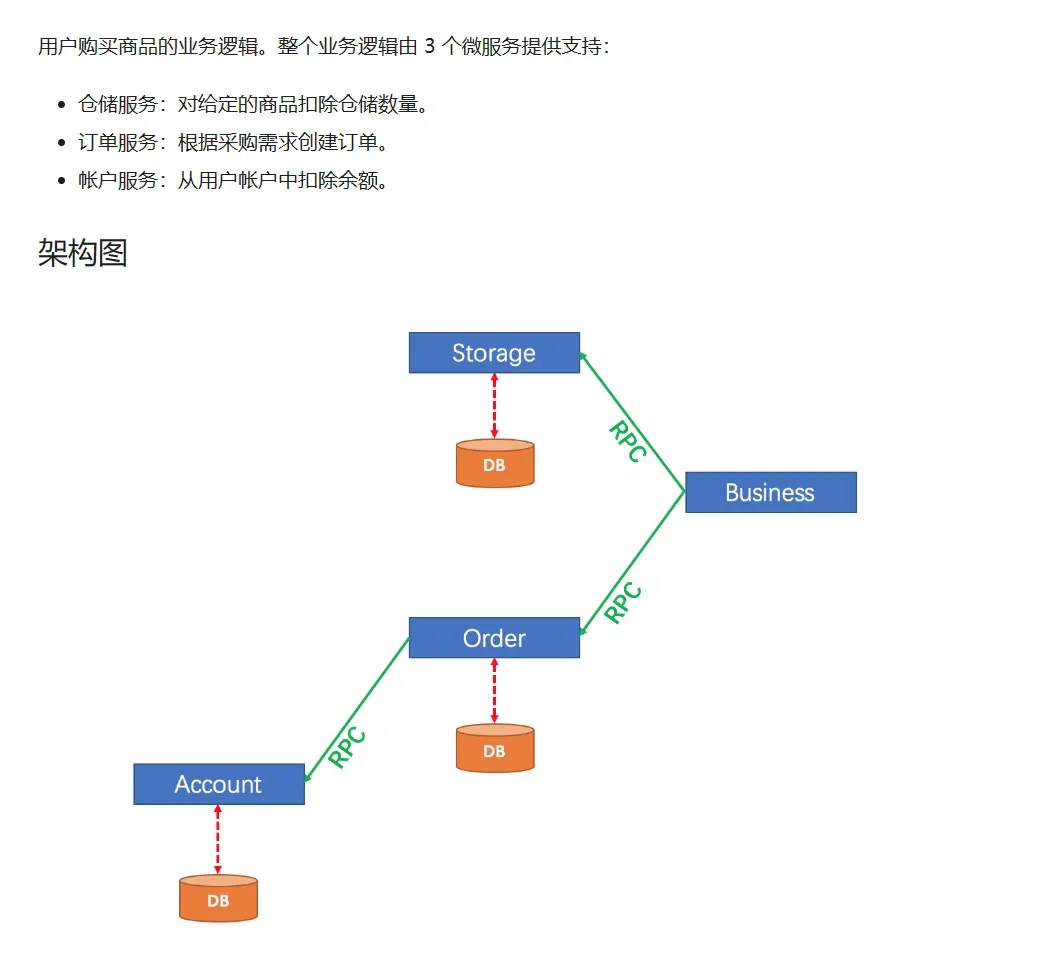 用户购买商品的业务逻辑。整个业务逻辑由 3 个微服务提供支持：
仓储服务：对给定的商品扣除仓储数量。
订单服务：根据采购需求创建订单。
帐户服务：从用户帐户中扣除余额。
架构图
Storage
RPC
DB
Business
RPC
Order
RPC
DB
Account
DB